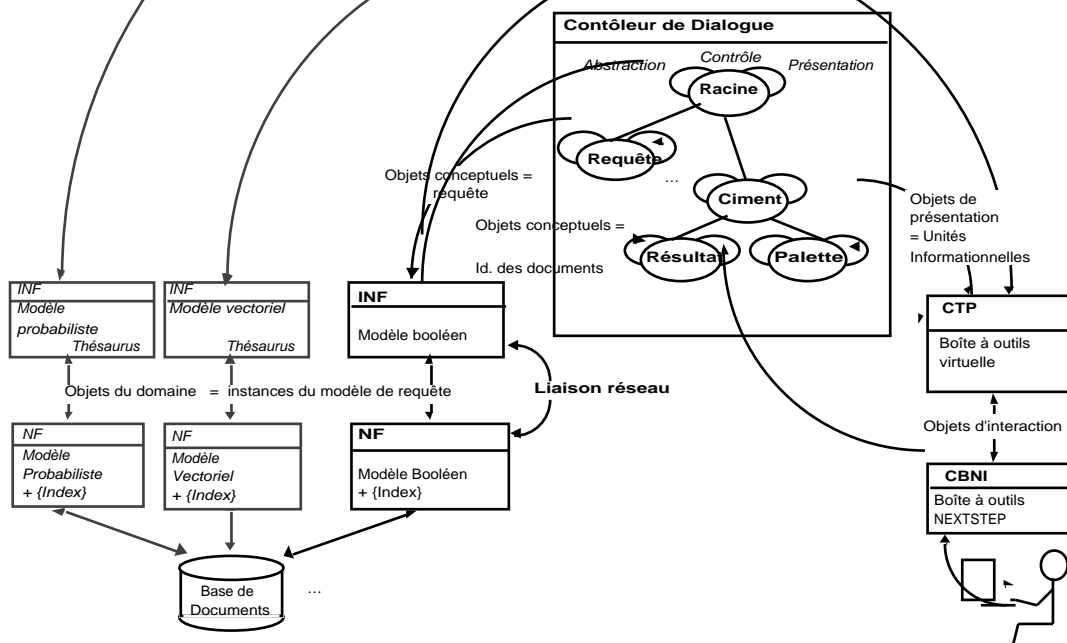 Contôleur de Dialogue
Abstraction
Contrôle
Présentation
Racine
Requête
...
Ciment
Résultat
Palette
Objets conceptuels =
requête
Objets conceptuels =
Id. des documents
Objets de
présentation
= Unités
Informationnelles
INF
Modèle
probabiliste
Thésaurus
INF
Modèle vectoriel
Thésaurus
INF
Modèle booléen
CTP
Boîte à outils
virtuelle
Objets du domaine = instances du modèle de requête
Liaison réseau
Objets d'interaction
NF
Modèle
Probabiliste
+ {Index}
NF
Modèle
Vectoriel
+ {Index}
NF
Modèle Booléen
+ {Index}
CBNI
Boîte à outils
NEXTSTEP
Base de
Documents
...